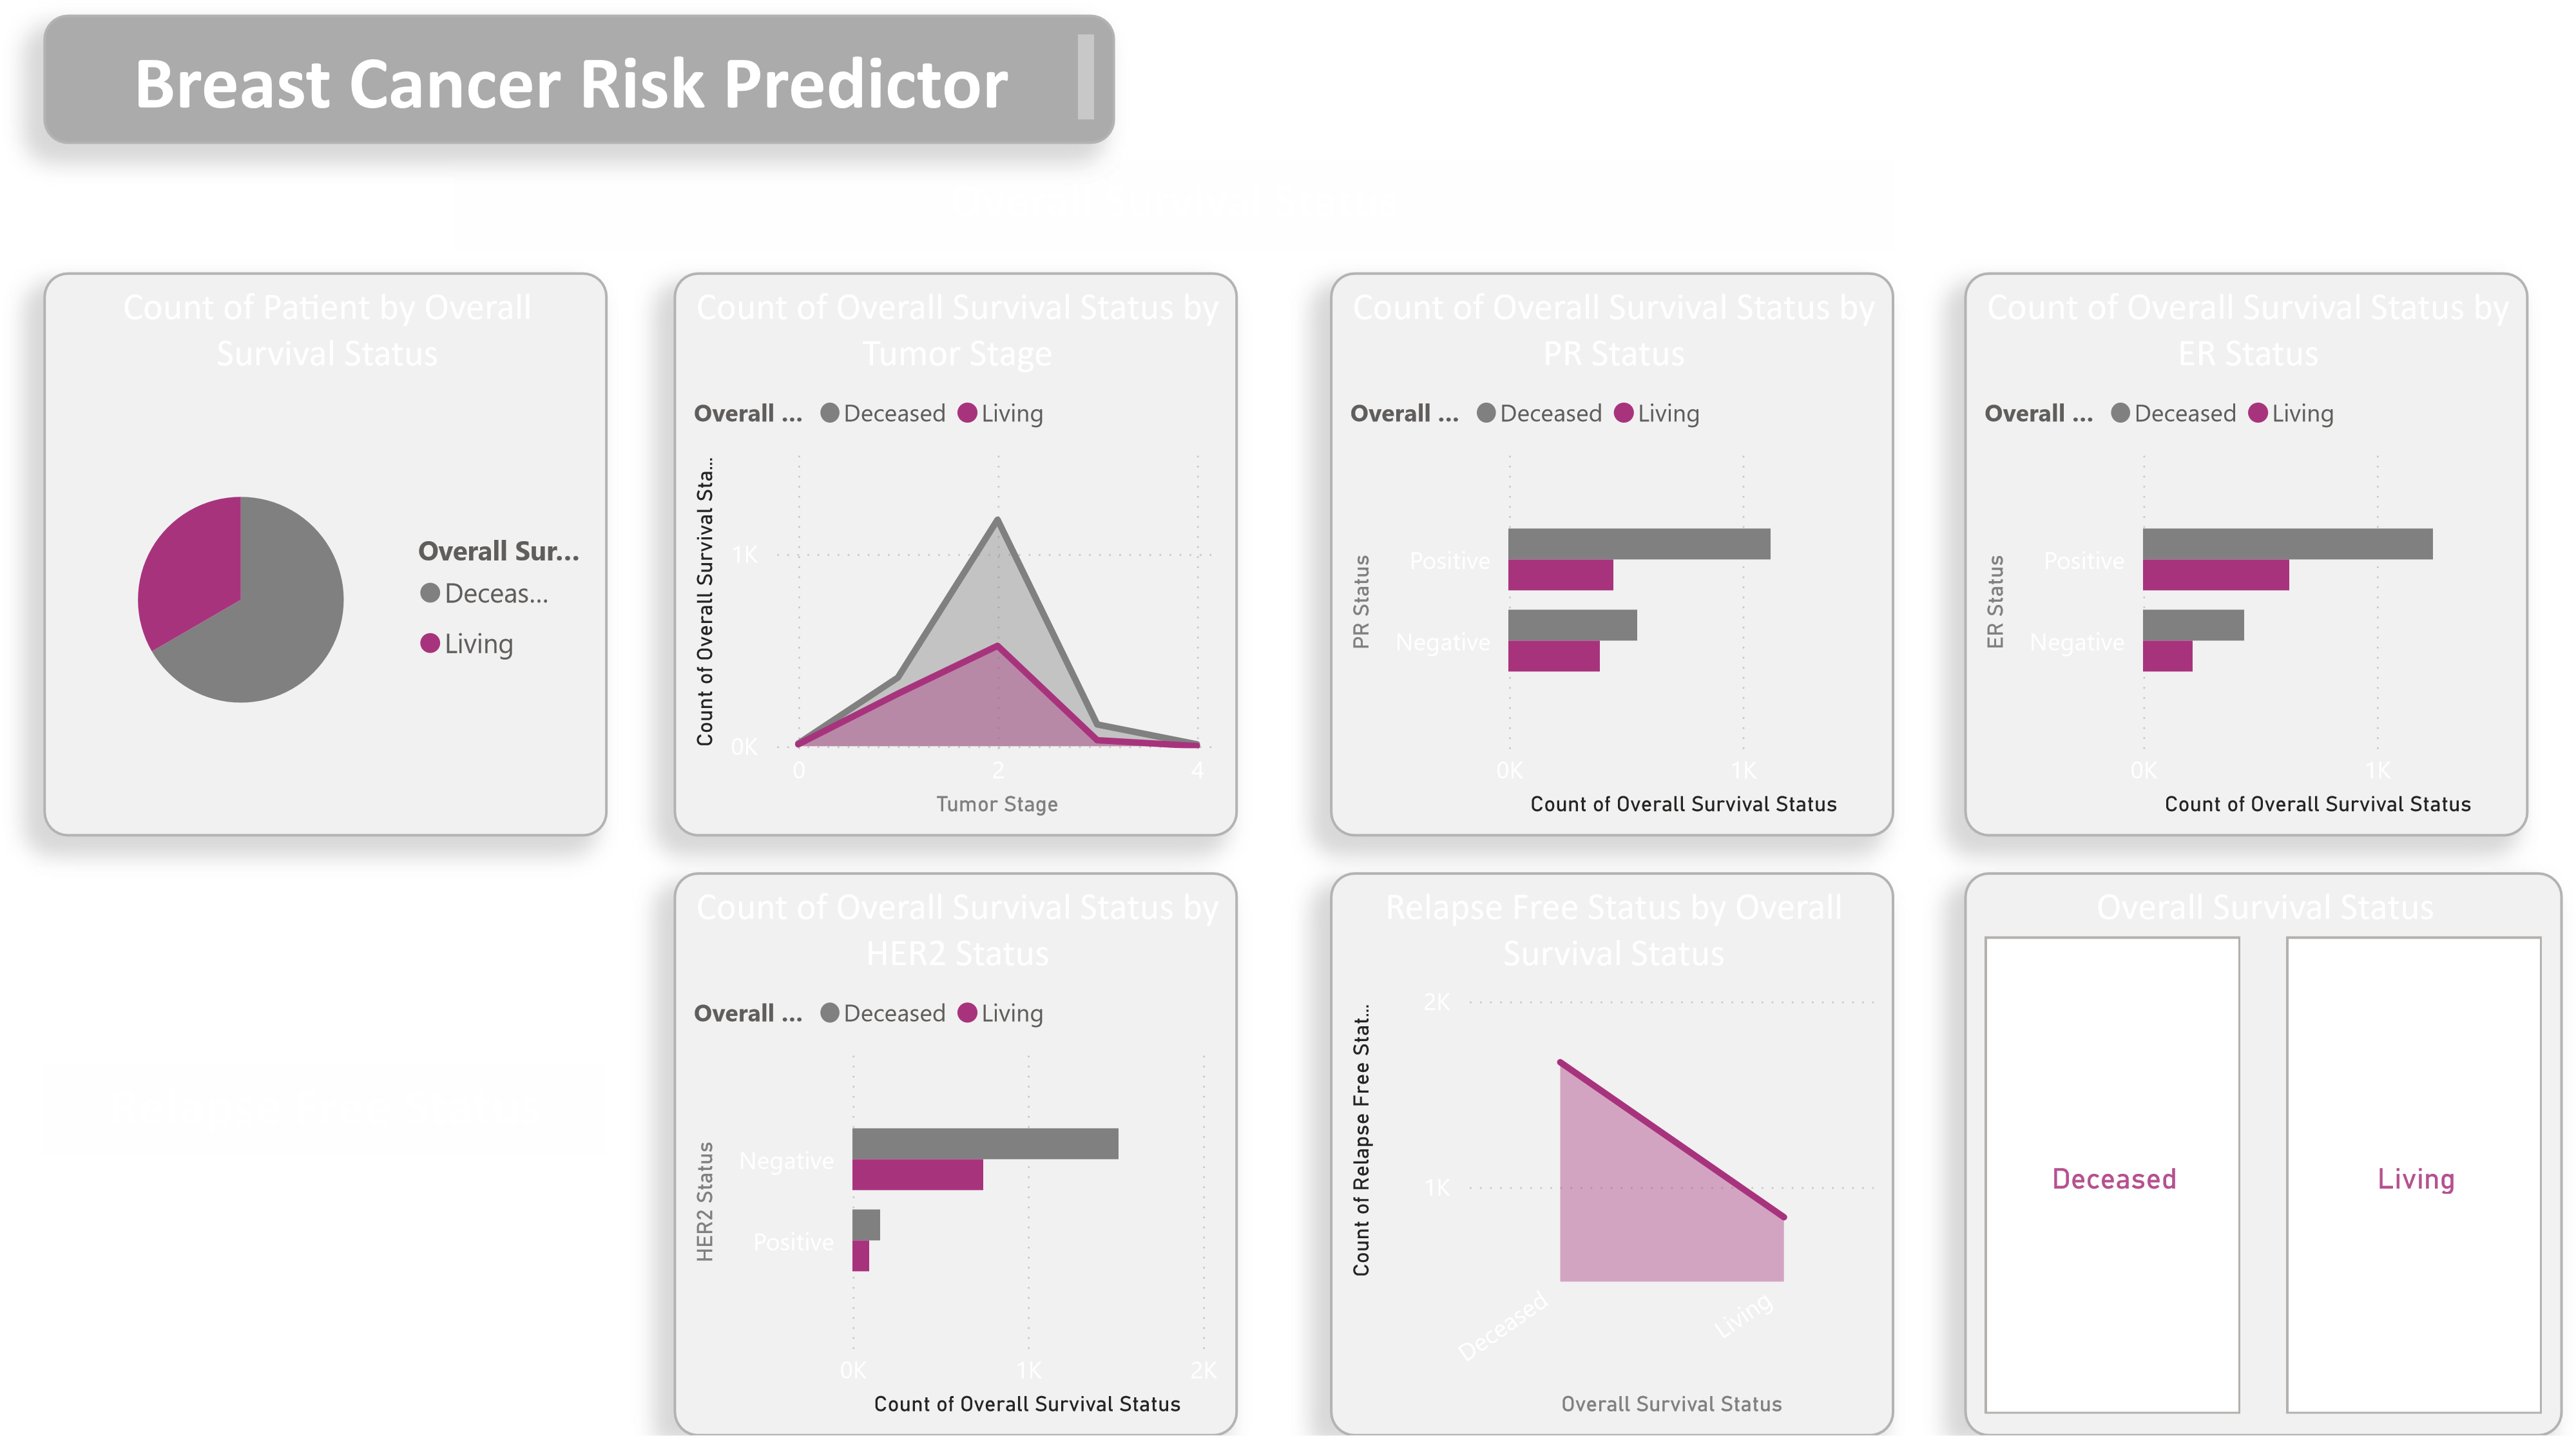 Breast Cancer Risk Predictor
Count of Patient by Overall
Survival Status
Overall Sur...
Deceas...
Living
Count of Overall Survival Status by
Tumor Stage
Overall ...
Deceased
Living
Count of Overall Survival Sta...
1K
0K
0
2
4
Tumor Stage
Count of Overall Survival Status by
PR Status
Overall ...
Deceased
Living
PR Status
Positive
Negative
0K
1K
Count of Overall Survival Status
Count of Overall Survival Status by
ER Status
Overall ...
Deceased
Living
ER Status
Positive
Negative
0K
1K
Count of Overall Survival Status
Count of Overall Survival Status by
HER2 Status
Overall ...
Deceased
Living
HER2 Status
Negative
Positive
0K
1K
2K
Count of Overall Survival Status
Relapse Free Status by Overall
Survival Status
Count of Relapse Free Stat...
2K
1K
Deceased
Living
Overall Survival Status
Overall Survival Status
Deceased
Living